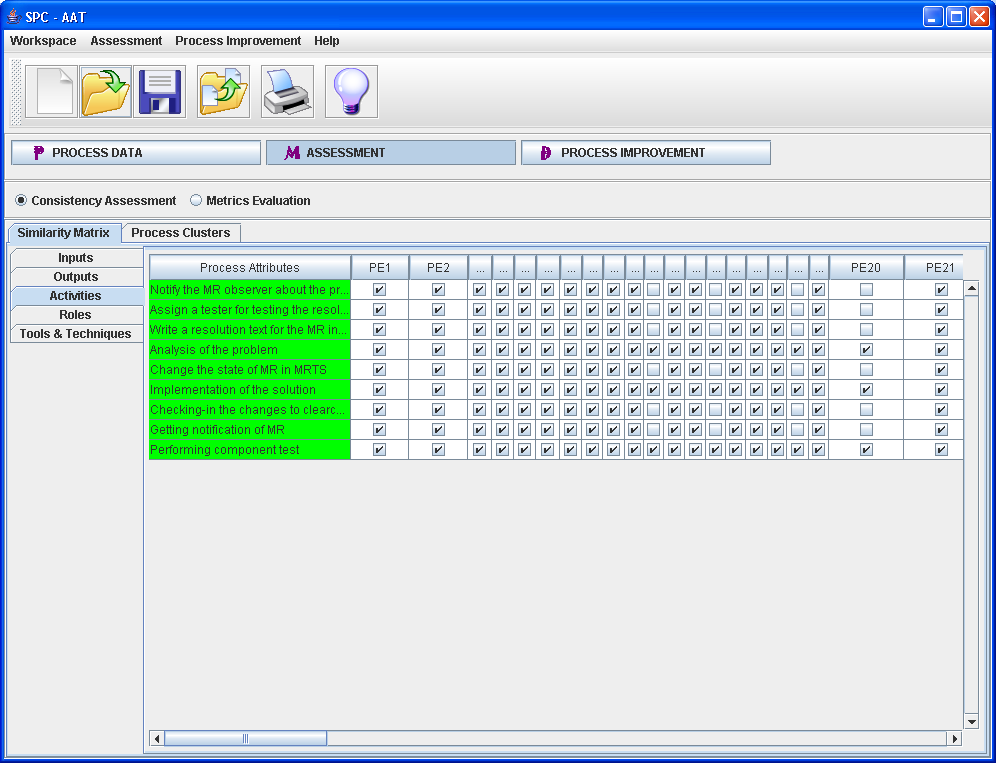 SPC - AAT
Workspace Assessment Process Improvement Help
P PROCESS DATA M ASSESSMENT PROCESS IMPROVEMENT
Consistency Assessment Metrics Evaluation
Similarity Matrix Process Clusters
Inputs
Outputs
Activities
Roles
Tools & Techniques
Process Attributes PE1 PE2 ... ... ... ... ... ... ... ... ... ... ... ... ... ... ... ... ... PE20 PE21
Notify the MR observer about the pr...
Assign a tester for testing the resol...
Write a resolution text for the MR in...
Analysis of the problem
Change the state of MR in MRTS
Implementation of the solution
Checking-in the changes to clearc...
Getting notification of MR
Performing component test